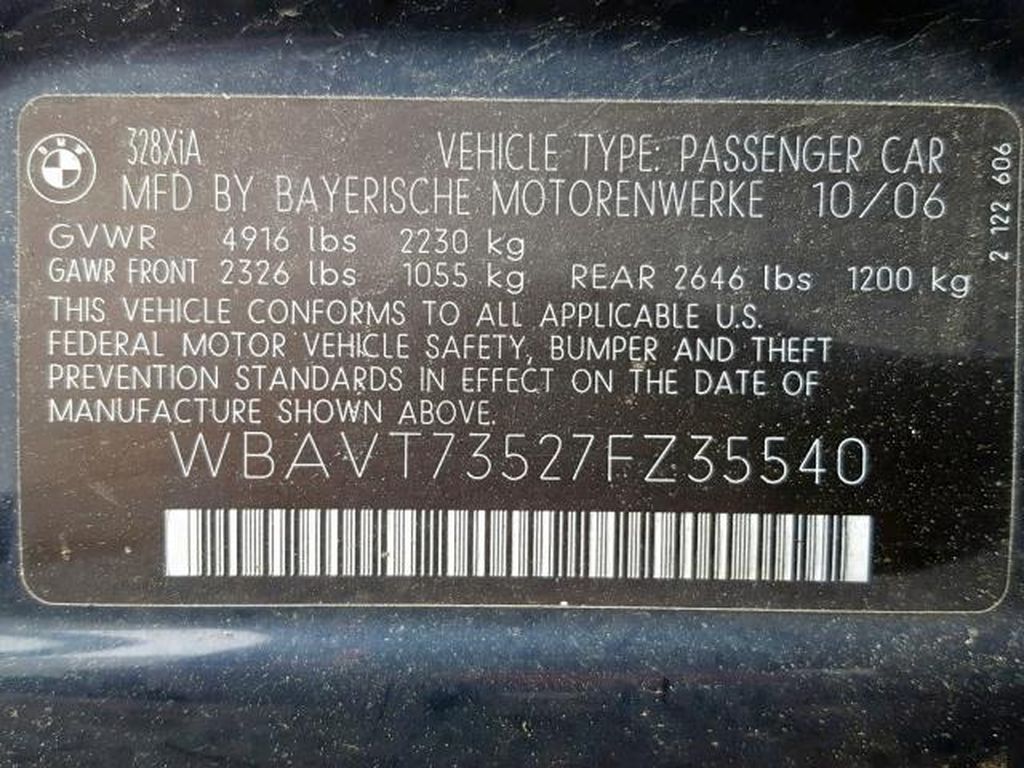 BMW
328XiA VEHICLE TYPE: PASSENGER CAR
MFD BY BAYERISCHE MOTORENWERKE 10/06
GVWR 4916 lbs 2230 kg
GAWR FRONT 2326 lbs 1055 kg REAR 2646 lbs 1200 kg
THIS VEHICLE CONFORMS TO ALL APPLICABLE U.S.
FEDERAL MOTOR VEHICLE SAFETY, BUMPER AND THEFT
PREVENTION STANDARDS IN EFFECT ON THE DATE OF
MANUFACTURE SHOWN ABOVE.
WBAVT73527FZ35540
2 122 606